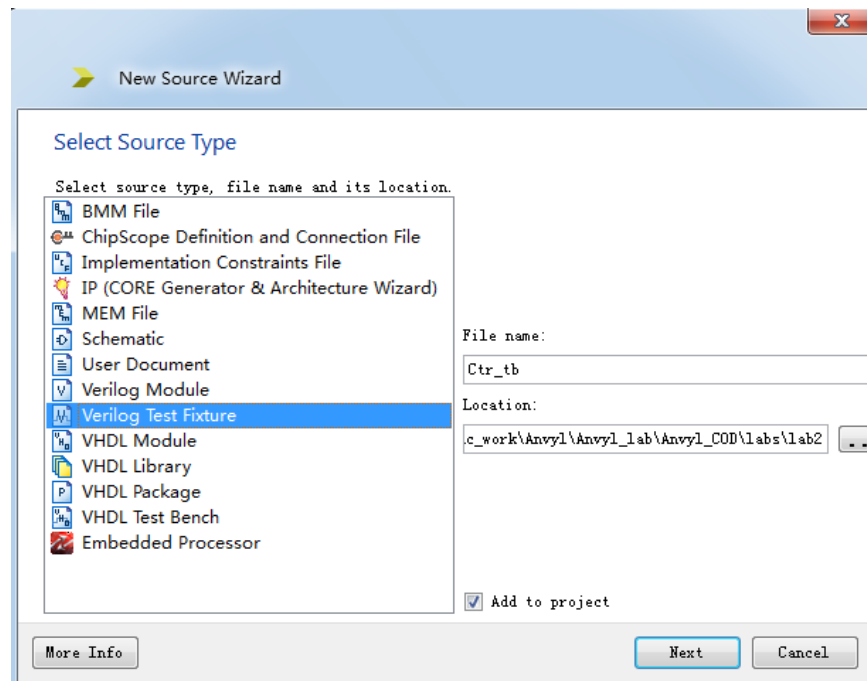 New Source Wizard
Select Source Type
Select source type, file name and its location.
BMM File
ChipScope Definition and Connection File
Implementation Constraints File
IP (CORE Generator & Architecture Wizard)
MEM File
Schematic
User Document
Verilog Module
Verilog Test Fixture
VHDL Module
VHDL Library
VHDL Package
VHDL Test Bench
Embedded Processor
File name:
Ctr_tb
Location:
.c_work\Anvyl\Anvyl_lab\Anvyl_COD\labs\lab2
..
Add to project
More Info
Next
Cancel